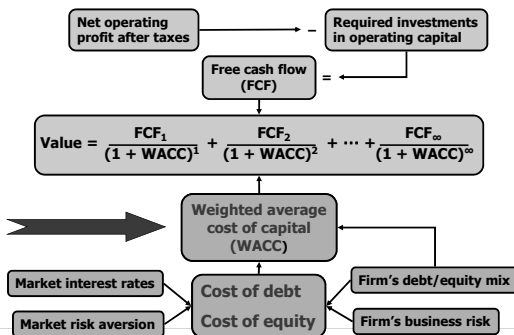 Net operating
profit after taxes
–
Required investments
in operating capital
Free cash flow
(FCF)
=
Value = FCF₁ / (1 + WACC)¹ + FCF₂ / (1 + WACC)² + ··· + FCF∞ / (1 + WACC)∞
Weighted average
cost of capital
(WACC)
Market interest rates
Market risk aversion
Cost of debt
Cost of equity
Firm's debt/equity mix
Firm's business risk